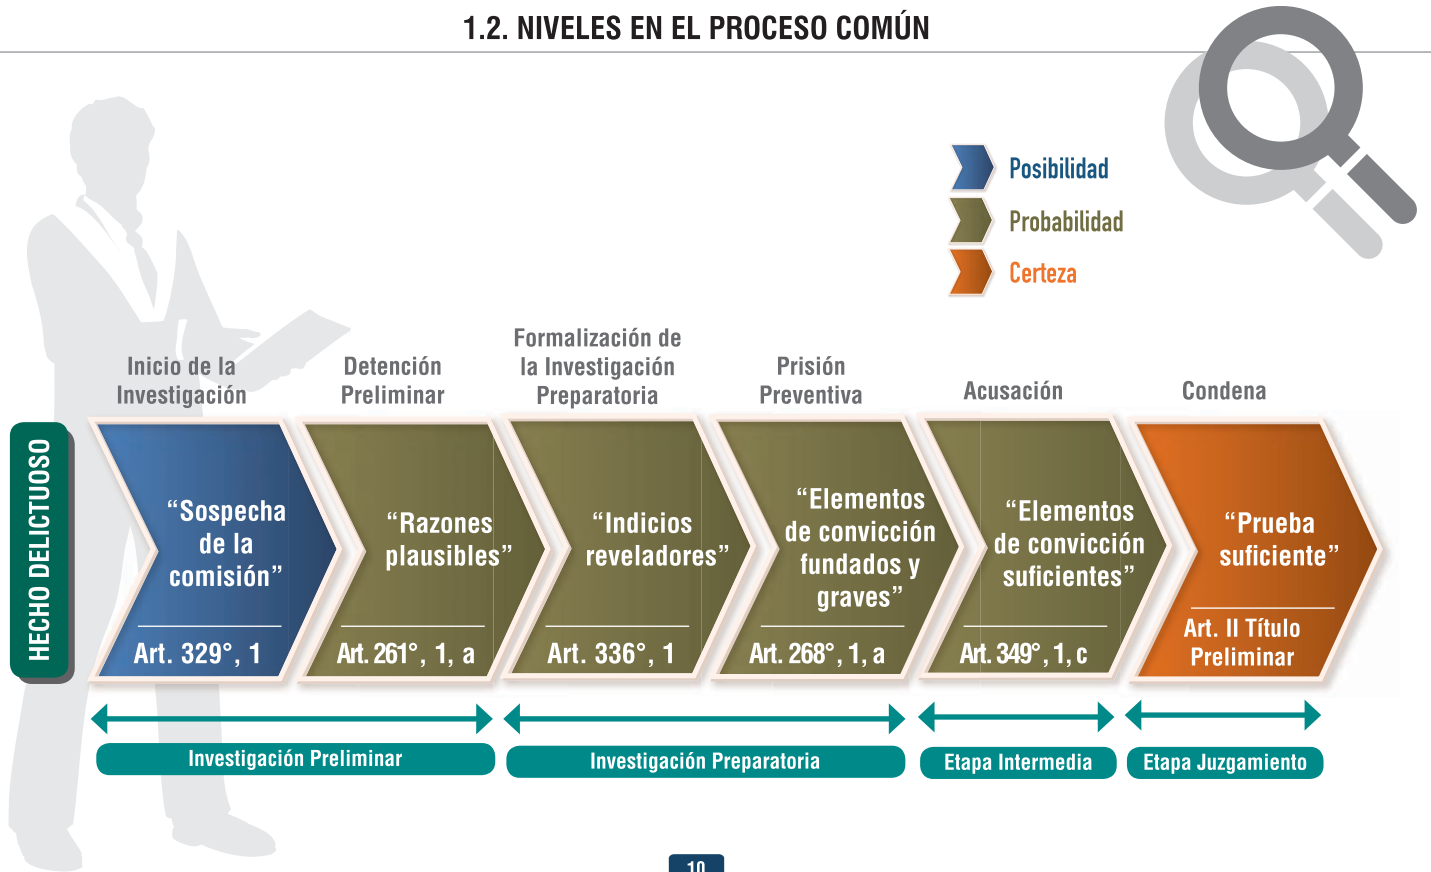 1.2. NIVELES EN EL PROCESO COMÚN
Posibilidad
Probabilidad
Certeza
Inicio de la
Investigación
Detención
Preliminar
Formalización de
la Investigación
Preparatoria
Prisión
Preventiva
Acusación
Condena
HECHO DELICTUOSO
“Sospecha
de la
comisión”
Art. 329°, 1
“Razones
plausibles”
Art. 261°, 1, a
“Indicios
reveladores”
Art. 336°, 1
“Elementos
de convicción
fundados y
graves”
Art. 268°, 1, a
“Elementos
de convicción
suficientes”
Art. 349°, 1, c
“Prueba
suficiente”
Art. II Título
Preliminar
Investigación Preliminar
Investigación Preparatoria
Etapa Intermedia
Etapa Juzgamiento
10